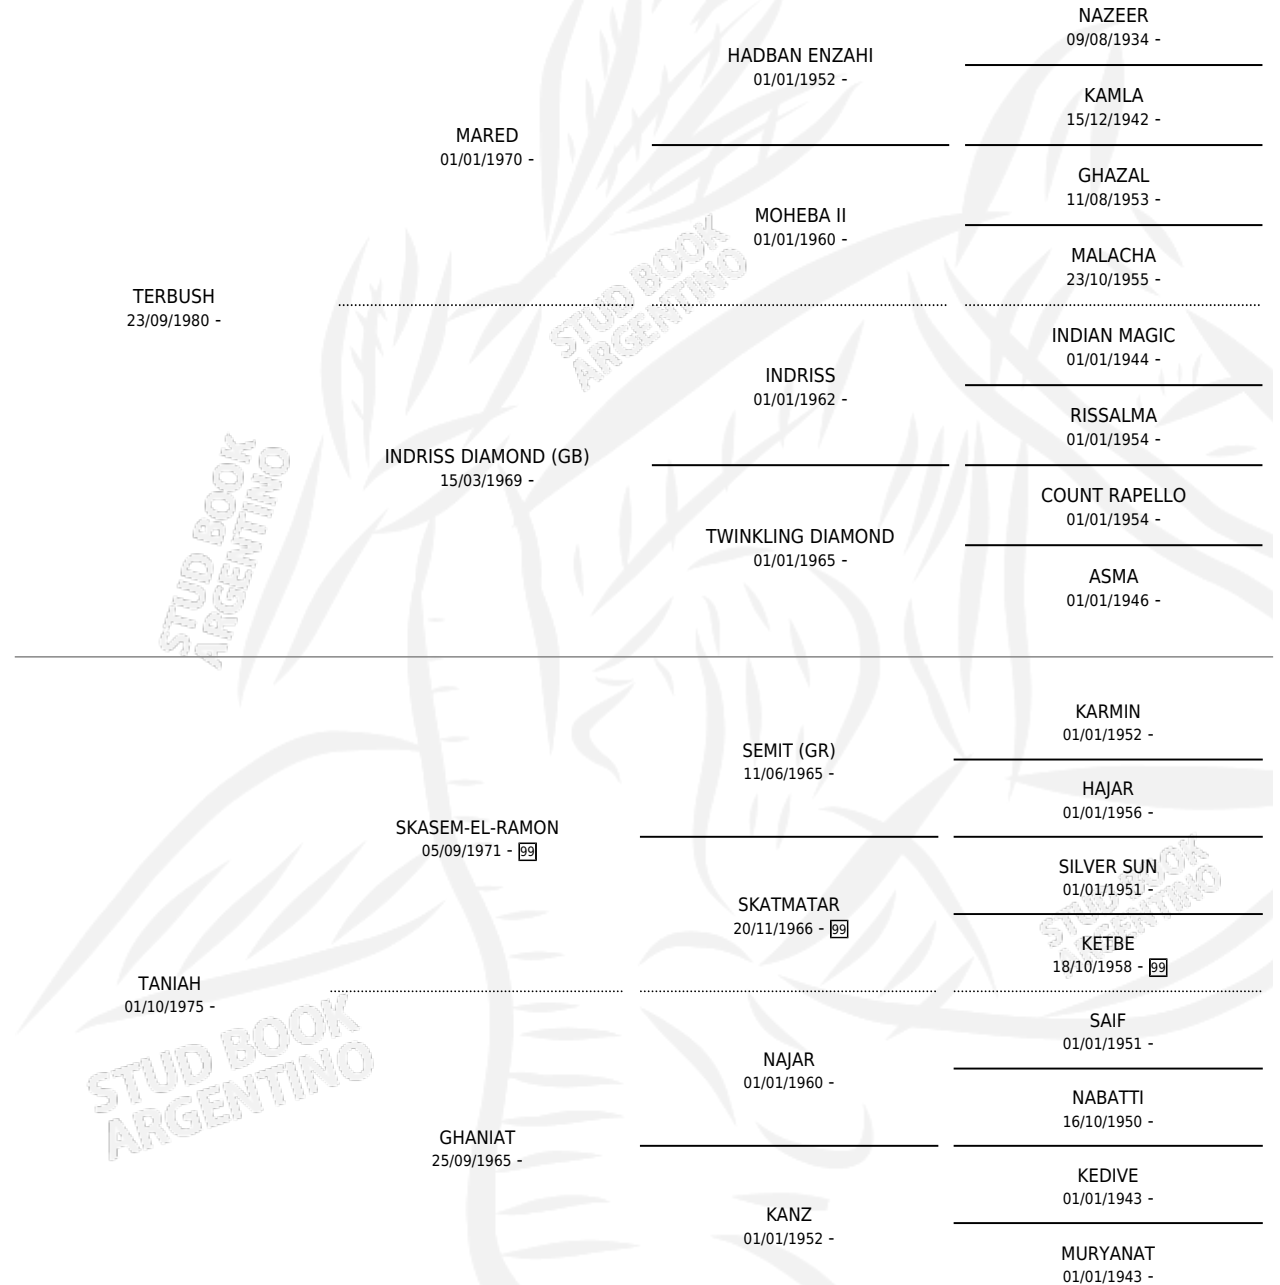 NAZEER
09/08/1934 -
HADBAN ENZAHI
01/01/1952 -
KAMLA
15/12/1942 -
MARED
01/01/1970 -
GHAZAL
11/08/1953 -
MOHEBA II
01/01/1960 -
MALACHA
23/10/1955 -
TERBUSH
23/09/1980 -
INDIAN MAGIC
01/01/1944 -
INDRISS
01/01/1962 -
RISSALMA
01/01/1954 -
INDRISS DIAMOND (GB)
15/03/1969 -
COUNT RAPELLO
01/01/1954 -
TWINKLING DIAMOND
01/01/1965 -
ASMA
01/01/1946 -
STUD BOOK
ARGENTINO
STUD BOOK
ARGENTINO
KARMIN
01/01/1952 -
SEMIT (GR)
11/06/1965 -
HAJAR
01/01/1956 -
SKASEM-EL-RAMON
05/09/1971 - 99
SILVER SUN
01/01/1951 -
SKATMATAR
20/11/1966 - 99
KETBE
18/10/1958 - 99
TANIAH
01/10/1975 -
SAIF
01/01/1951 -
NAJAR
01/01/1960 -
NABATTI
16/10/1950 -
GHANIAT
25/09/1965 -
KEDIVE
01/01/1943 -
KANZ
01/01/1952 -
MURYANAT
01/01/1943 -
STUD BOOK
ARGENTINO
STUD BOOK
ARGENTINO